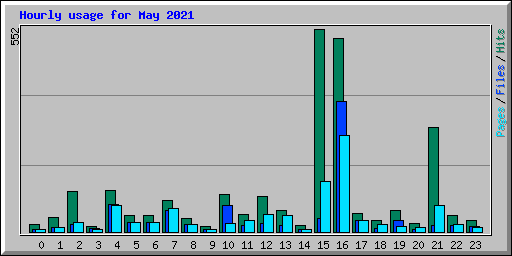 Hourly usage for May 2021
552
Pages/Files/Hits
0 1 2 3 4 5 6 7 8 9 10 11 12 13 14 15 16 17 18 19 20 21 22 23